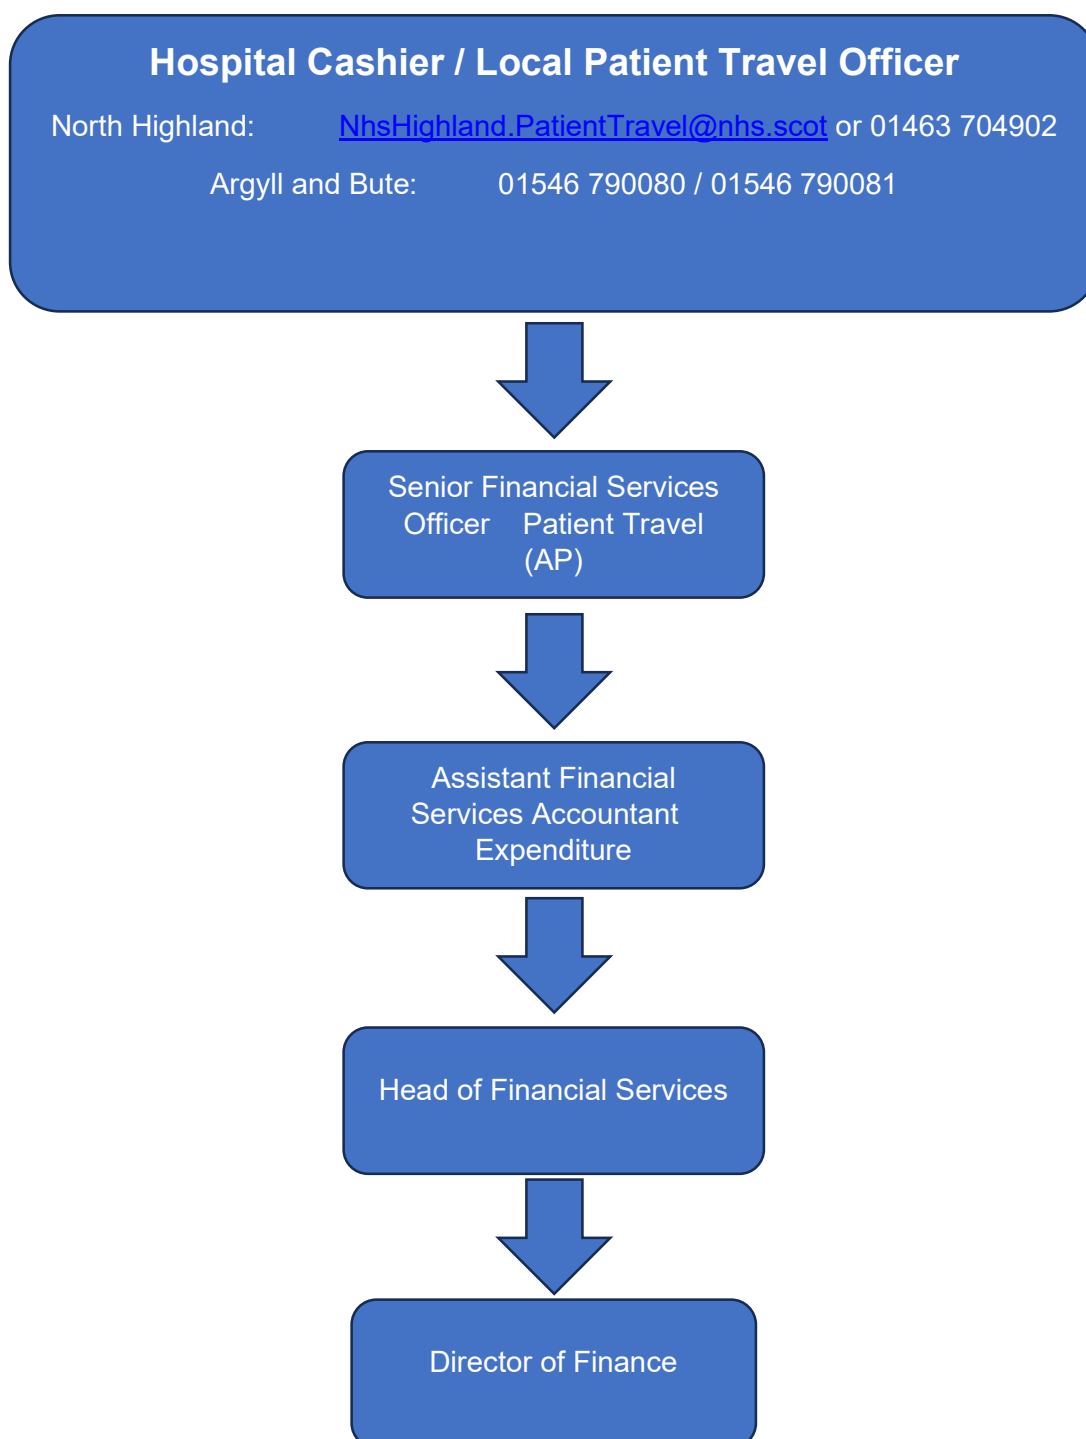 Hospital Cashier / Local Patient Travel Officer
North Highland: NhsHighland.PatientTravel@nhs.scot or 01463 704902
Argyll and Bute: 01546 790080 / 01546 790081
Senior Financial Services
Officer Patient Travel
(AP)
Assistant Financial
Services Accountant
Expenditure
Head of Financial Services
Director of Finance